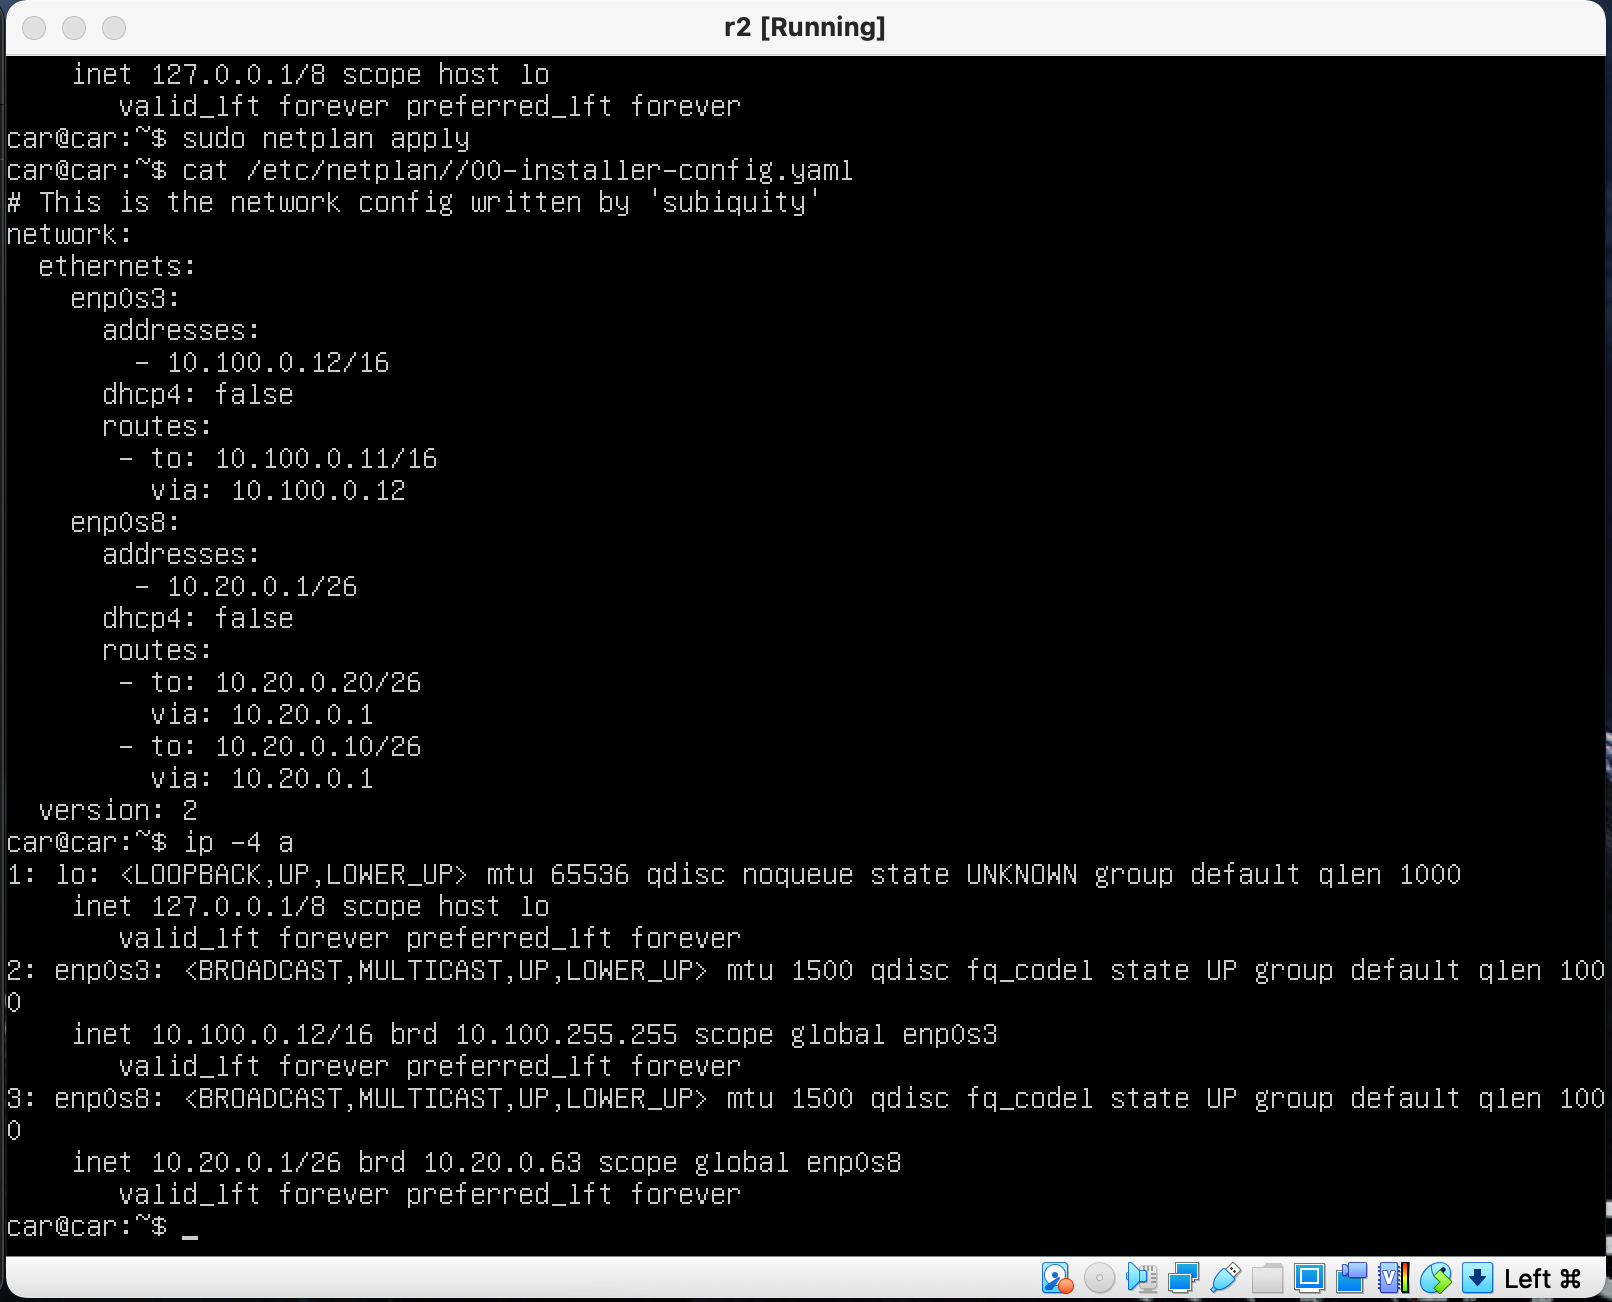 r2 [Running]
inet 127.0.0.1/8 scope host lo
valid_lft forever preferred_lft forever
car@car:~$ sudo netplan apply
car@car:~$ cat /etc/netplan//00-installer-config.yaml
# This is the network config written by 'subiquity'
network:
  ethernets:
    enp0s3:
      addresses:
        - 10.100.0.12/16
      dhcp4: false
      routes:
       - to: 10.100.0.11/16
         via: 10.100.0.12
    enp0s8:
      addresses:
        - 10.20.0.1/26
      dhcp4: false
      routes:
       - to: 10.20.0.20/26
         via: 10.20.0.1
       - to: 10.20.0.10/26
         via: 10.20.0.1
  version: 2
car@car:~$ ip -4 a
1: lo: <LOOPBACK,UP,LOWER_UP> mtu 65536 qdisc noqueue state UNKNOWN group default qlen 1000
    inet 127.0.0.1/8 scope host lo
       valid_lft forever preferred_lft forever
2: enp0s3: <BROADCAST,MULTICAST,UP,LOWER_UP> mtu 1500 qdisc fq_codel state UP group default qlen 100
0
    inet 10.100.0.12/16 brd 10.100.255.255 scope global enp0s3
       valid_lft forever preferred_lft forever
3: enp0s8: <BROADCAST,MULTICAST,UP,LOWER_UP> mtu 1500 qdisc fq_codel state UP group default qlen 100
0
    inet 10.20.0.1/26 brd 10.20.0.63 scope global enp0s8
       valid_lft forever preferred_lft forever
car@car:~$ _
Left ⌘